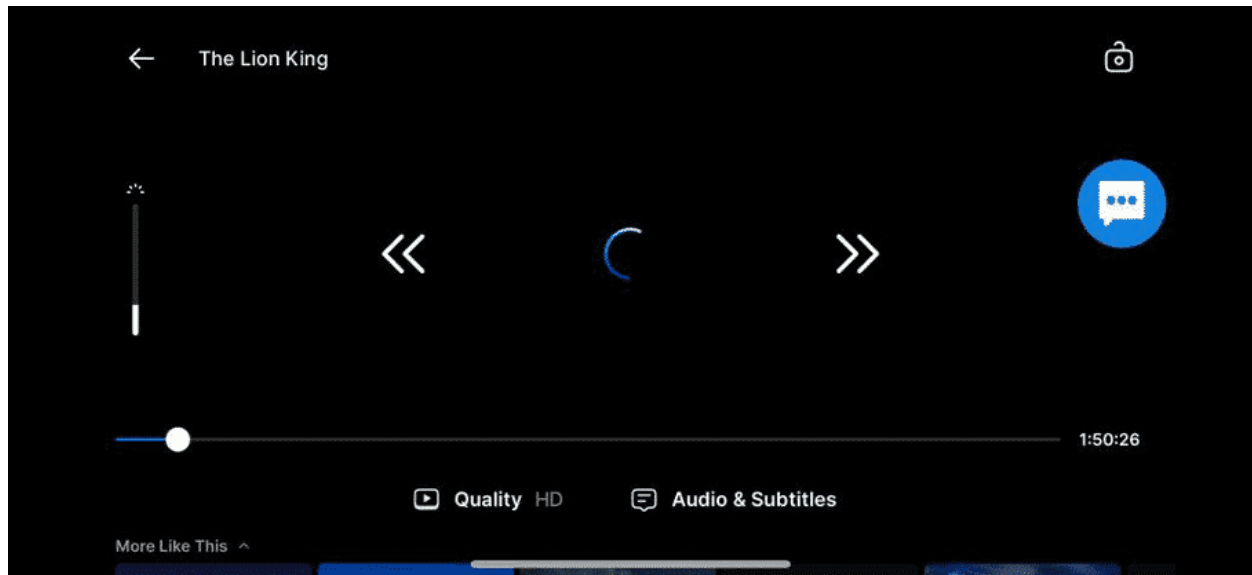 The Lion King
1:50:26
Quality HD
Audio & Subtitles
More Like This